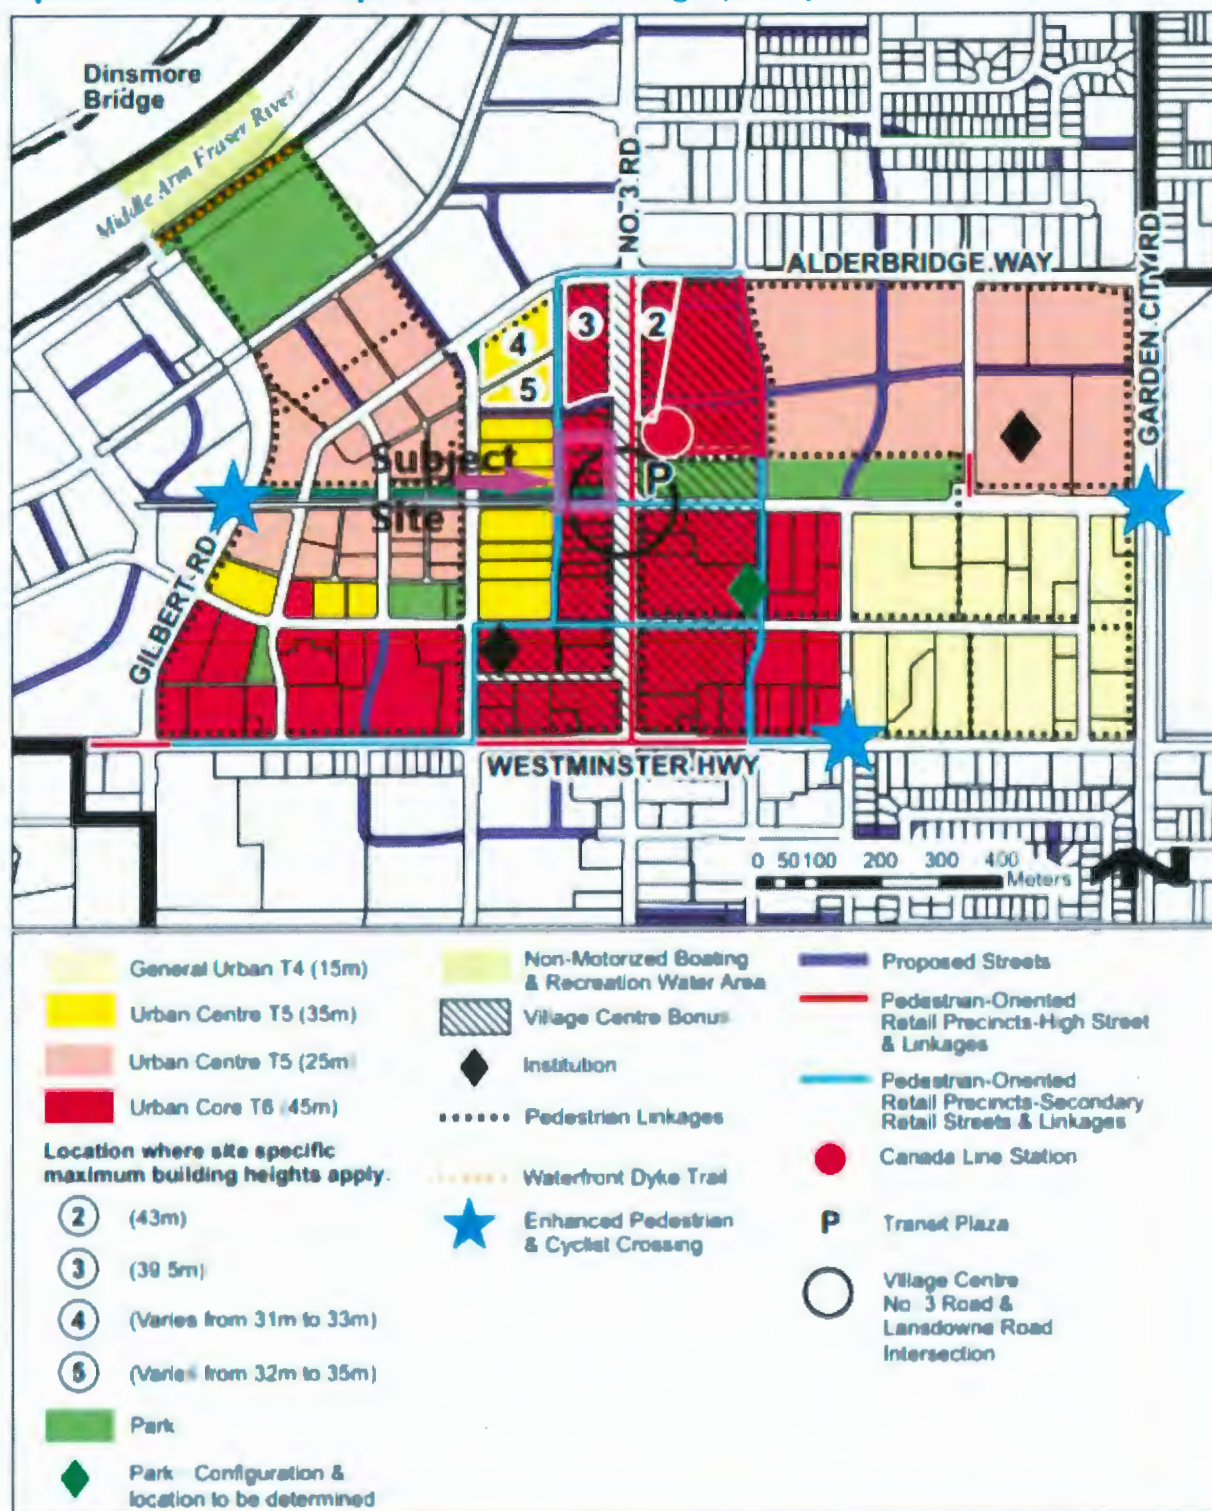 Dinsmore
Bridge
Middle Arm Fraser River
NO. 3 RD
ALDERBRIDGE WAY
GARDEN CITY RD
3
2
4
5
Subject
Site
P
GILBERT RD
WESTMINSTER HWY
0 50 100 200 300 400
Meters
General Urban T4 (15m)
Urban Centre T5 (35m)
Urban Centre T5 (25m)
Urban Core T6 (45m)
Location where site specific
maximum building heights apply.
2 (43m)
3 (39.5m)
4 (Varies from 31m to 33m)
5 (Varies from 32m to 35m)
Park
Park Configuration &
location to be determined
Non-Motorized Boating
& Recreation Water Area
Village Centre Bonus
Institution
Pedestrian Linkages
Waterfront Dyke Trail
Enhanced Pedestrian
& Cyclist Crossing
Proposed Streets
Pedestrian-Oriented
Retail Precincts-High Street
& Linkages
Pedestrian-Oriented
Retail Precincts-Secondary
Retail Streets & Linkages
Canada Line Station
P Transit Plaza
Village Centre
No. 3 Road &
Lansdowne Road
Intersection